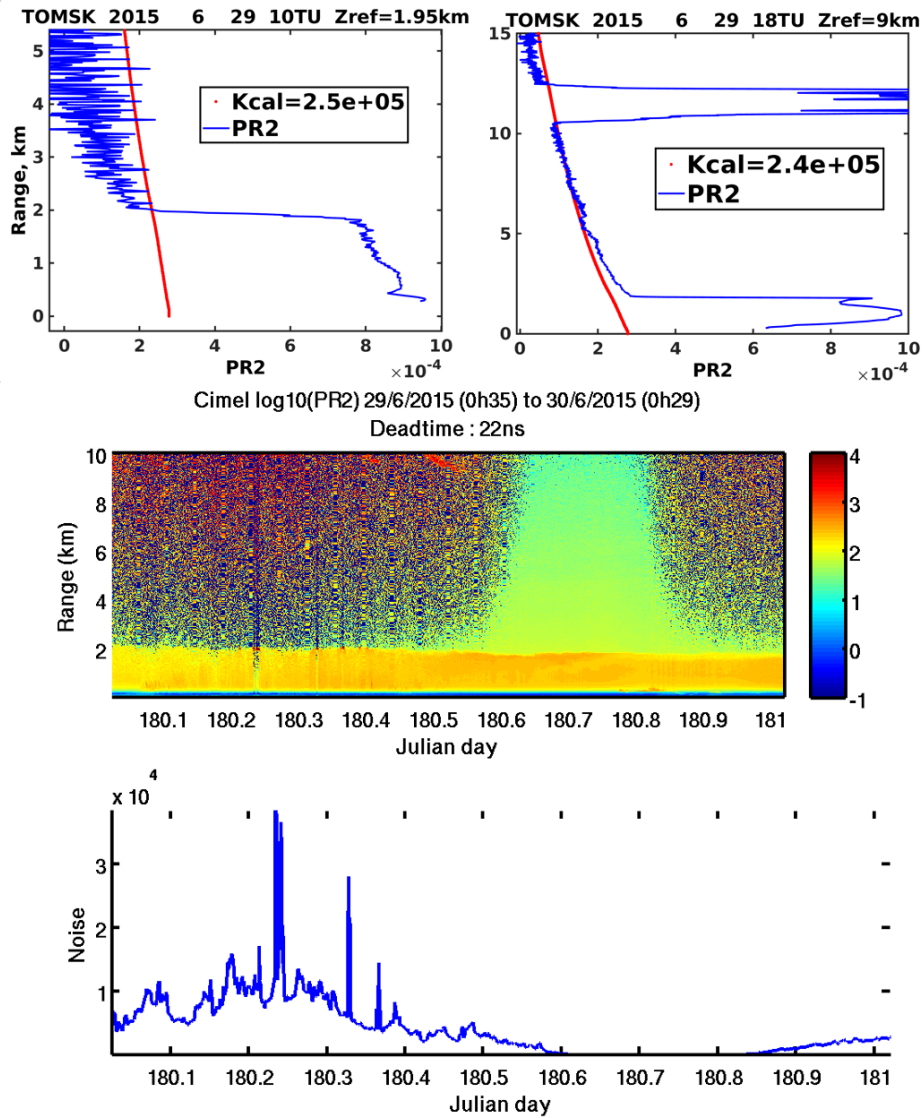 TOMSK 2015 6 29 10TU Zref=1.95km
5
4
3
2
1
0
Range, km
Kcal=2.5e+05
PR2
0 2 4 6 8 10
PR2
×10-4
TOMSK 2015 6 29 18TU Zref=9km
15
10
5
0
Kcal=2.4e+05
PR2
0 2 4 6 8 10
PR2
×10-4
Cimel log10(PR2) 29/6/2015 (0h35) to 30/6/2015 (0h29)
Deadtime : 22ns
10
8
6
4
2
Range (km)
180.1 180.2 180.3 180.4 180.5 180.6 180.7 180.8 180.9 181
Julian day
4
3
2
1
0
-1
x 10 4
3
2
1
Noise
180.1 180.2 180.3 180.4 180.5 180.6 180.7 180.8 180.9 181
Julian day